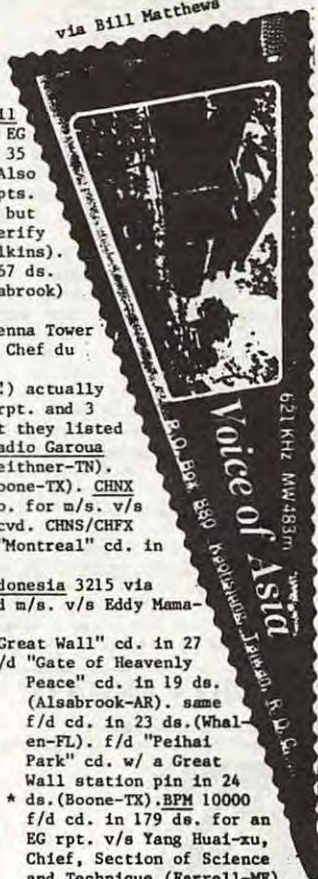 via Bill Matthews
11
EG
35
Also
pts.
but
erify
lkins).
67 ds.
abrook)
enna Tower
Chef du
!) actually
rpt. and 3
t they listed
adio Garoua
eithner-TN).
oone-TX). CHNX
o. for m/s. v/s
cvd. CHNS/CHFX
"Montreal" cd. in
donesia 3215 via
d m/s. v/s Eddy Mama-
Great Wall" cd. in 27
/d "Gate of Heavenly
Peace" cd. in 19 ds.
(Alsabrook-AR). same
f/d cd. in 23 ds.(Whal-
en-FL). f/d "Peihai
Park" cd. w/ a Great
Wall station pin in 24
* ds.(Boone-TX).BPM 10000
f/d cd. in 179 ds. for an
EG rpt. v/s Yang Huai-xu,
Chief, Section of Science
and Technique (Farrell-ME)
621 KHz MW483m
Voice of Asia
P.O. Box 880 Kaohsiung, Taiwan, R.O.C.